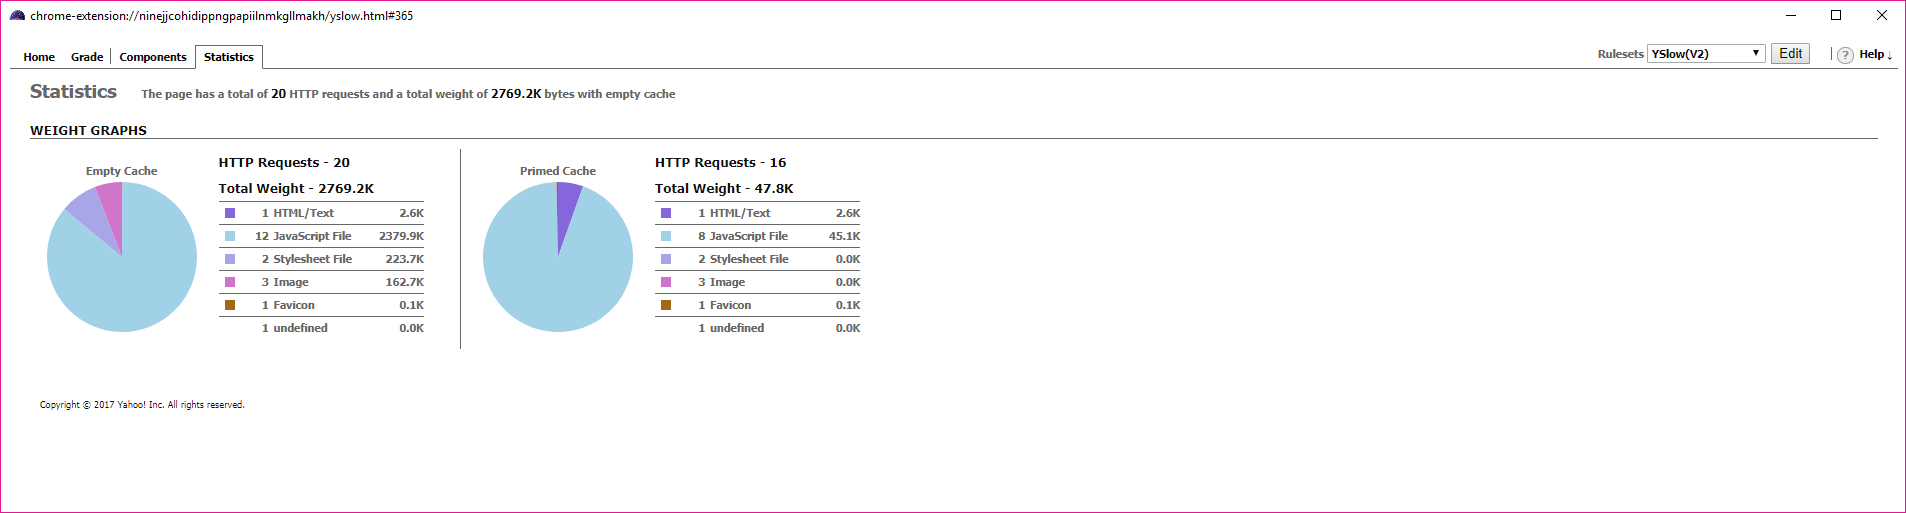 chrome-extension://ninejjcohidippngpapiilnmkgllmakh/yslow.html#365
Home Grade Components Statistics Rulesets YSlow(V2) Edit ? Help ↓
Statistics The page has a total of 20 HTTP requests and a total weight of 2769.2K bytes with empty cache
WEIGHT GRAPHS
Empty Cache
HTTP Requests - 20
Total Weight - 2769.2K
1 HTML/Text 2.6K
12 JavaScript File 2379.9K
2 Stylesheet File 223.7K
3 Image 162.7K
1 Favicon 0.1K
1 undefined 0.0K
Primed Cache
HTTP Requests - 16
Total Weight - 47.8K
1 HTML/Text 2.6K
8 JavaScript File 45.1K
2 Stylesheet File 0.0K
3 Image 0.0K
1 Favicon 0.1K
1 undefined 0.0K
Copyright © 2017 Yahoo! Inc. All rights reserved.